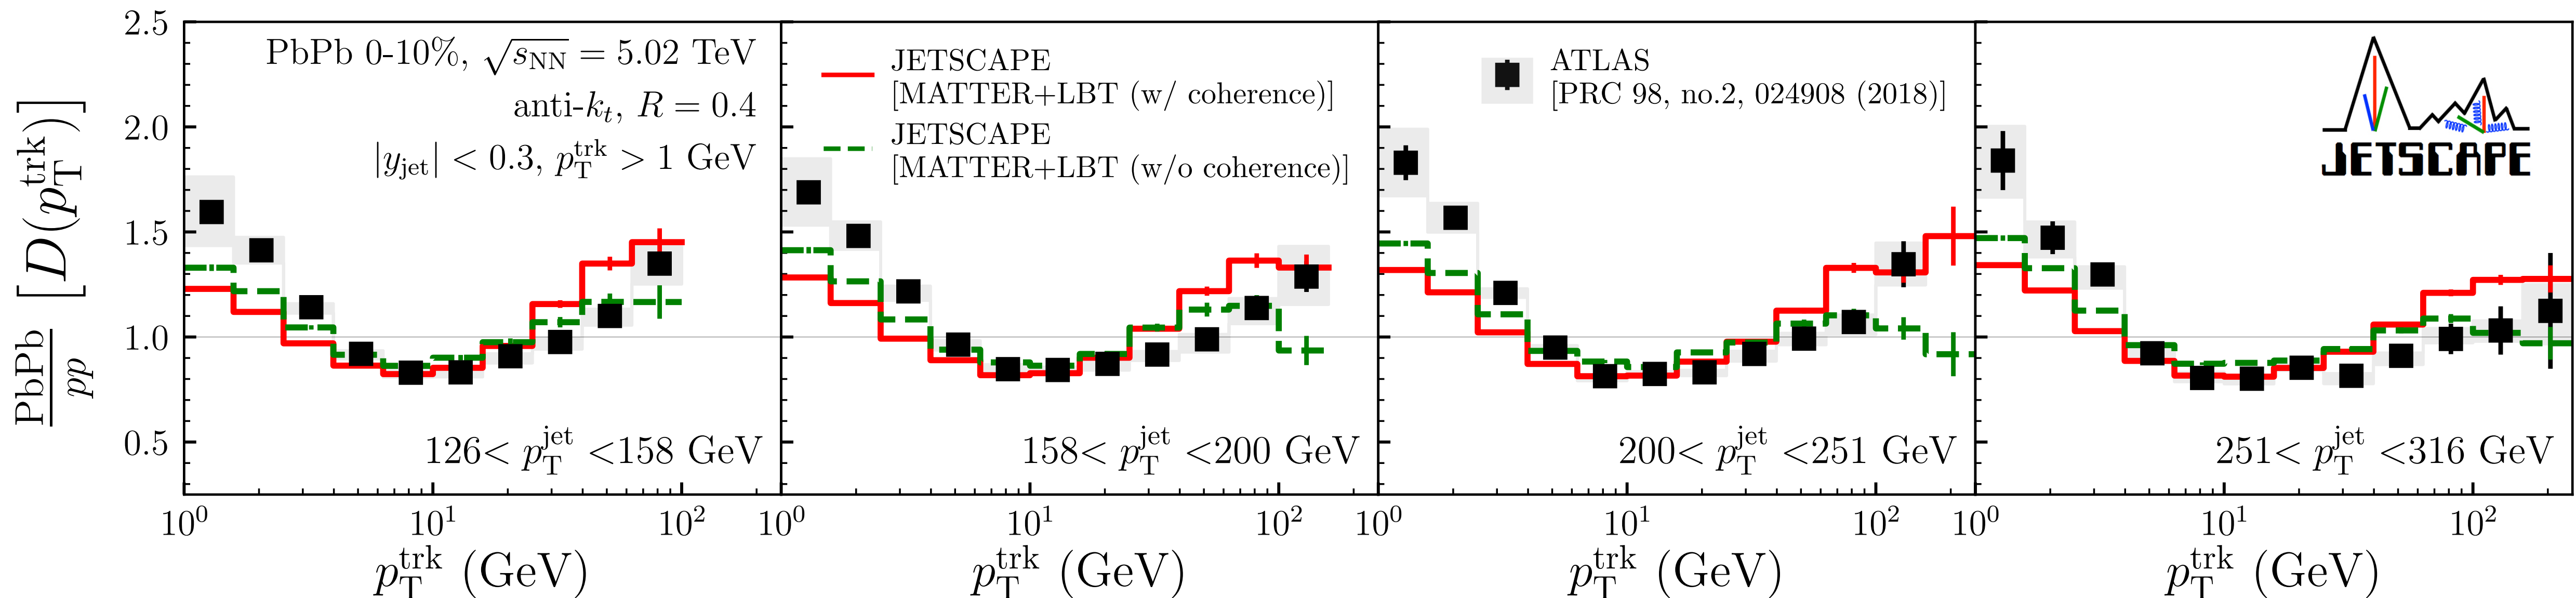 2.5
2.0
1.5
1.0
0.5
PbPb
pp
[D(p_T^trk)]
PbPb 0-10%, √s_NN = 5.02 TeV
anti-k_t, R = 0.4
|y_jet| < 0.3, p_T^trk > 1 GeV
JETSCAPE
[MATTER+LBT (w/ coherence)]
JETSCAPE
[MATTER+LBT (w/o coherence)]
ATLAS
[PRC 98, no.2, 024908 (2018)]
JETSCAPE
126< p_T^jet <158 GeV
158< p_T^jet <200 GeV
200< p_T^jet <251 GeV
251< p_T^jet <316 GeV
10^0 10^1 10^2 10^0 10^1 10^2 10^0 10^1 10^2 10^0 10^1 10^2
p_T^trk (GeV)
p_T^trk (GeV)
p_T^trk (GeV)
p_T^trk (GeV)